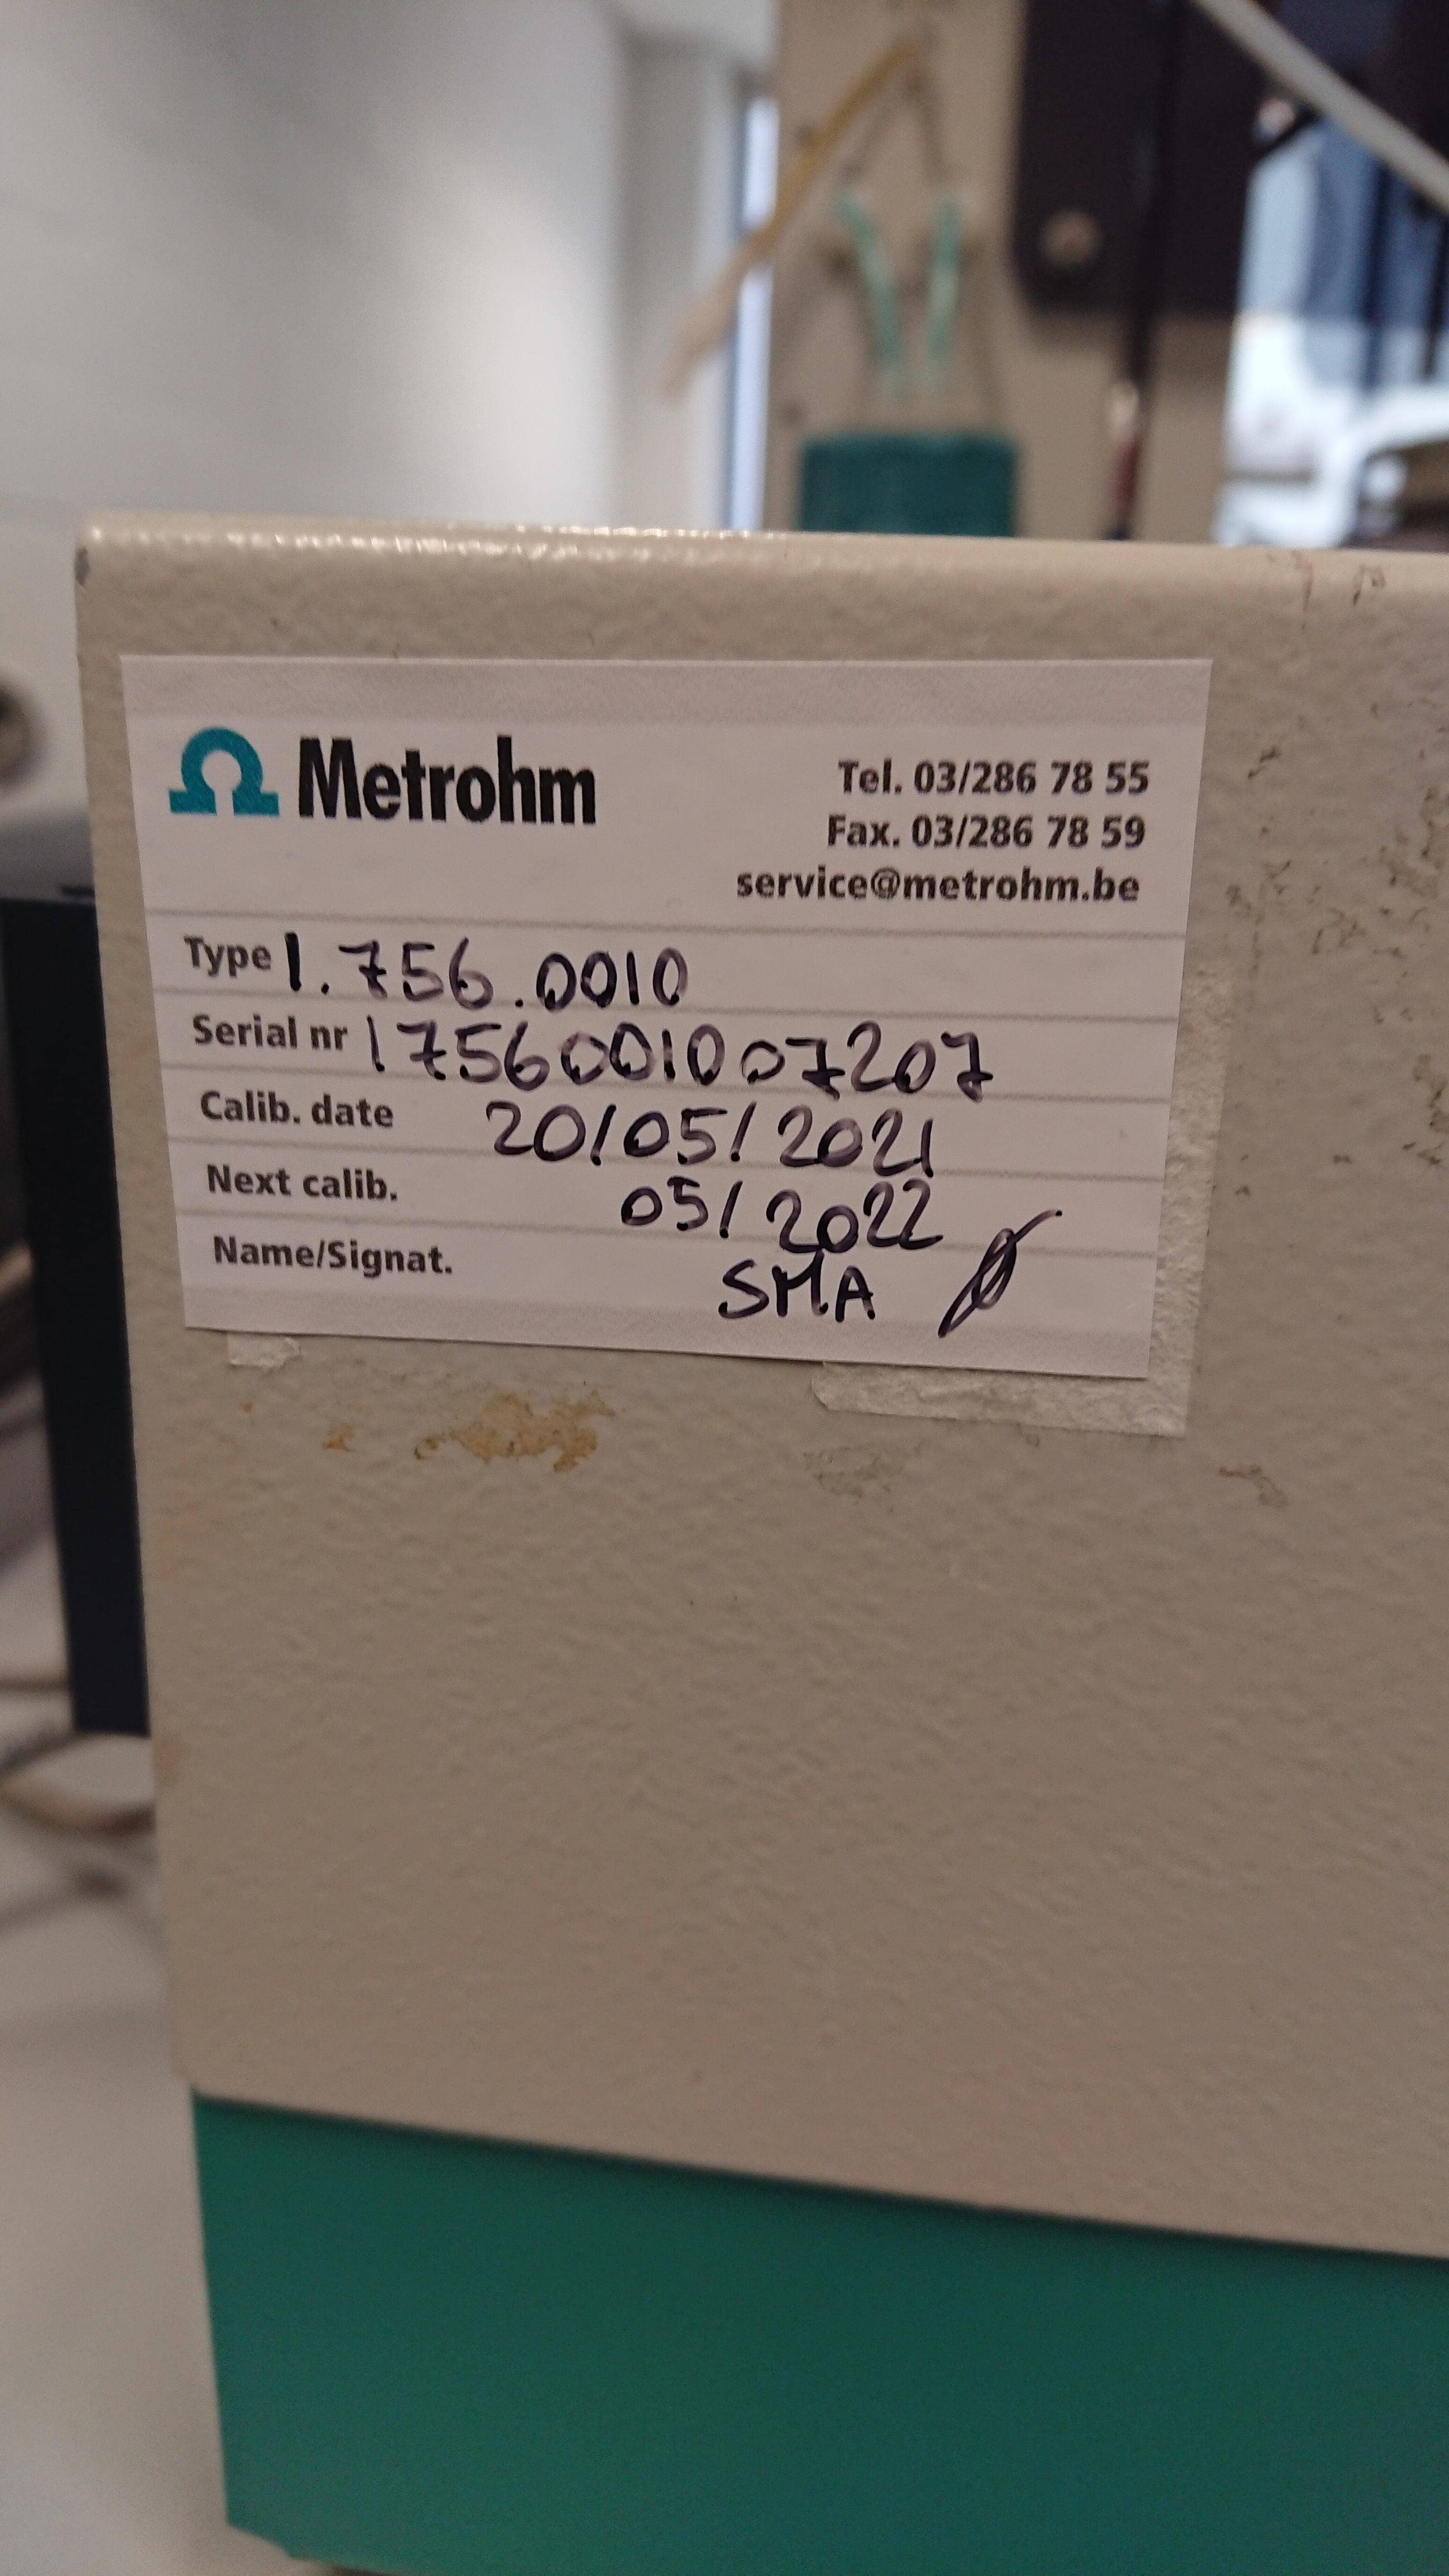 Metrohm
Tel. 03/286 78 55
Fax. 03/286 78 59
service@metrohm.be
Type 1.756.0010
Serial nr 1756001007207
Calib. date 20/05/2021
Next calib. 05/2022
Name/Signat. SMA